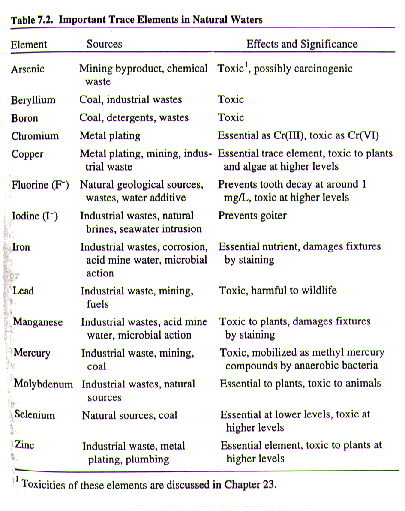 Table 7.2. Important Trace Elements in Natural Waters
Element Sources Effects and Significance
Arsenic Mining byproduct, chemical waste Toxic¹, possibly carcinogenic
Beryllium Coal, industrial wastes Toxic
Boron Coal, detergents, wastes Toxic
Chromium Metal plating Essential as Cr(III), toxic as Cr(VI)
Copper Metal plating, mining, indus- Essential trace element, toxic to plants
trial waste and algae at higher levels
Fluorine (F⁻) Natural geological sources, Prevents tooth decay at around 1
wastes, water additive mg/L, toxic at higher levels
Iodine (I⁻) Industrial wastes, natural Prevents goiter
brines, seawater intrusion
Iron Industrial wastes, corrosion, Essential nutrient, damages fixtures
acid mine water, microbial by staining
action
Lead Industrial waste, mining, Toxic, harmful to wildlife
fuels
Manganese Industrial wastes, acid mine Toxic to plants, damages fixtures
water, microbial action by staining
Mercury Industrial waste, mining, Toxic, mobilized as methyl mercury
coal compounds by anaerobic bacteria
Molybdenum Industrial wastes, natural Essential to plants, toxic to animals
sources
Selenium Natural sources, coal Essential at lower levels, toxic at
higher levels
Zinc Industrial waste, metal Essential element, toxic to plants at
plating, plumbing higher levels
¹ Toxicities of these elements are discussed in Chapter 23.